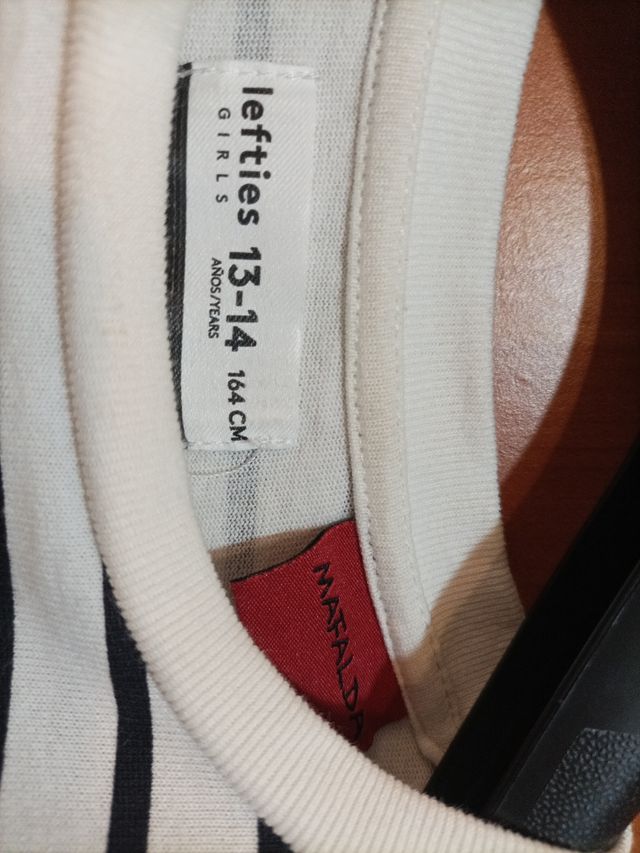 lefties
GIRLS
13-14
AÑOS/YEARS
164 CM
MAFALDA